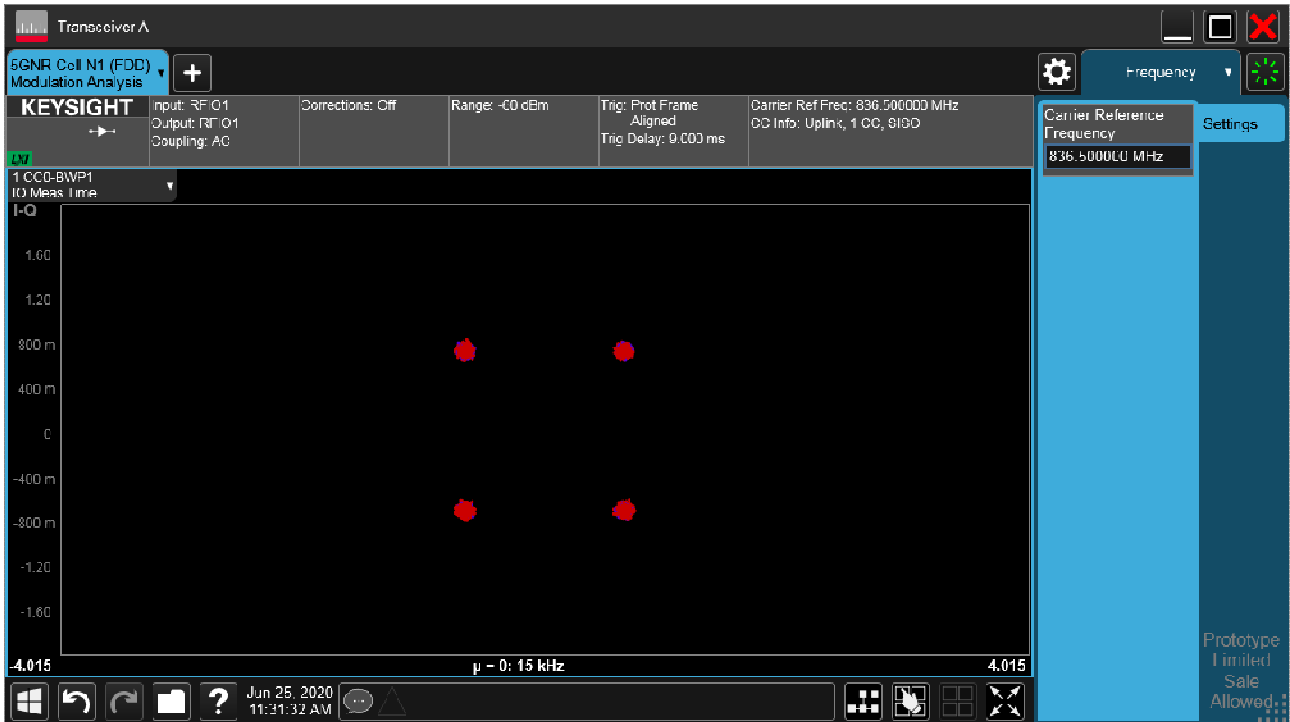 Transceiver A
5GNR Cell N1 (FDD)
Modulation Analysis
Frequency
KEYSIGHT
LXI
Input: RFIO1
Output: RFIO1
Coupling: AC
Corrections: Off
Trig: Prot Frame
Aligned
Trig Delay: 9.000 ms
Carrier Ref Freq: 836.500000 MHz
CC Info: Uplink, 1 CC, SISO
Carrier Reference
Frequency
836.500000 MHz
Settings
1 CC0-BWP1
IQ Meas Time
I-Q
1.60
1.20
800 m
400 m
0
-400 m
-800 m
-1.20
-1.60
-4.015
µ = 0: 15 kHz
4.015
Prototype
Limited
Sale
Allowed
?
Jun 25, 2020
11:31:32 AM